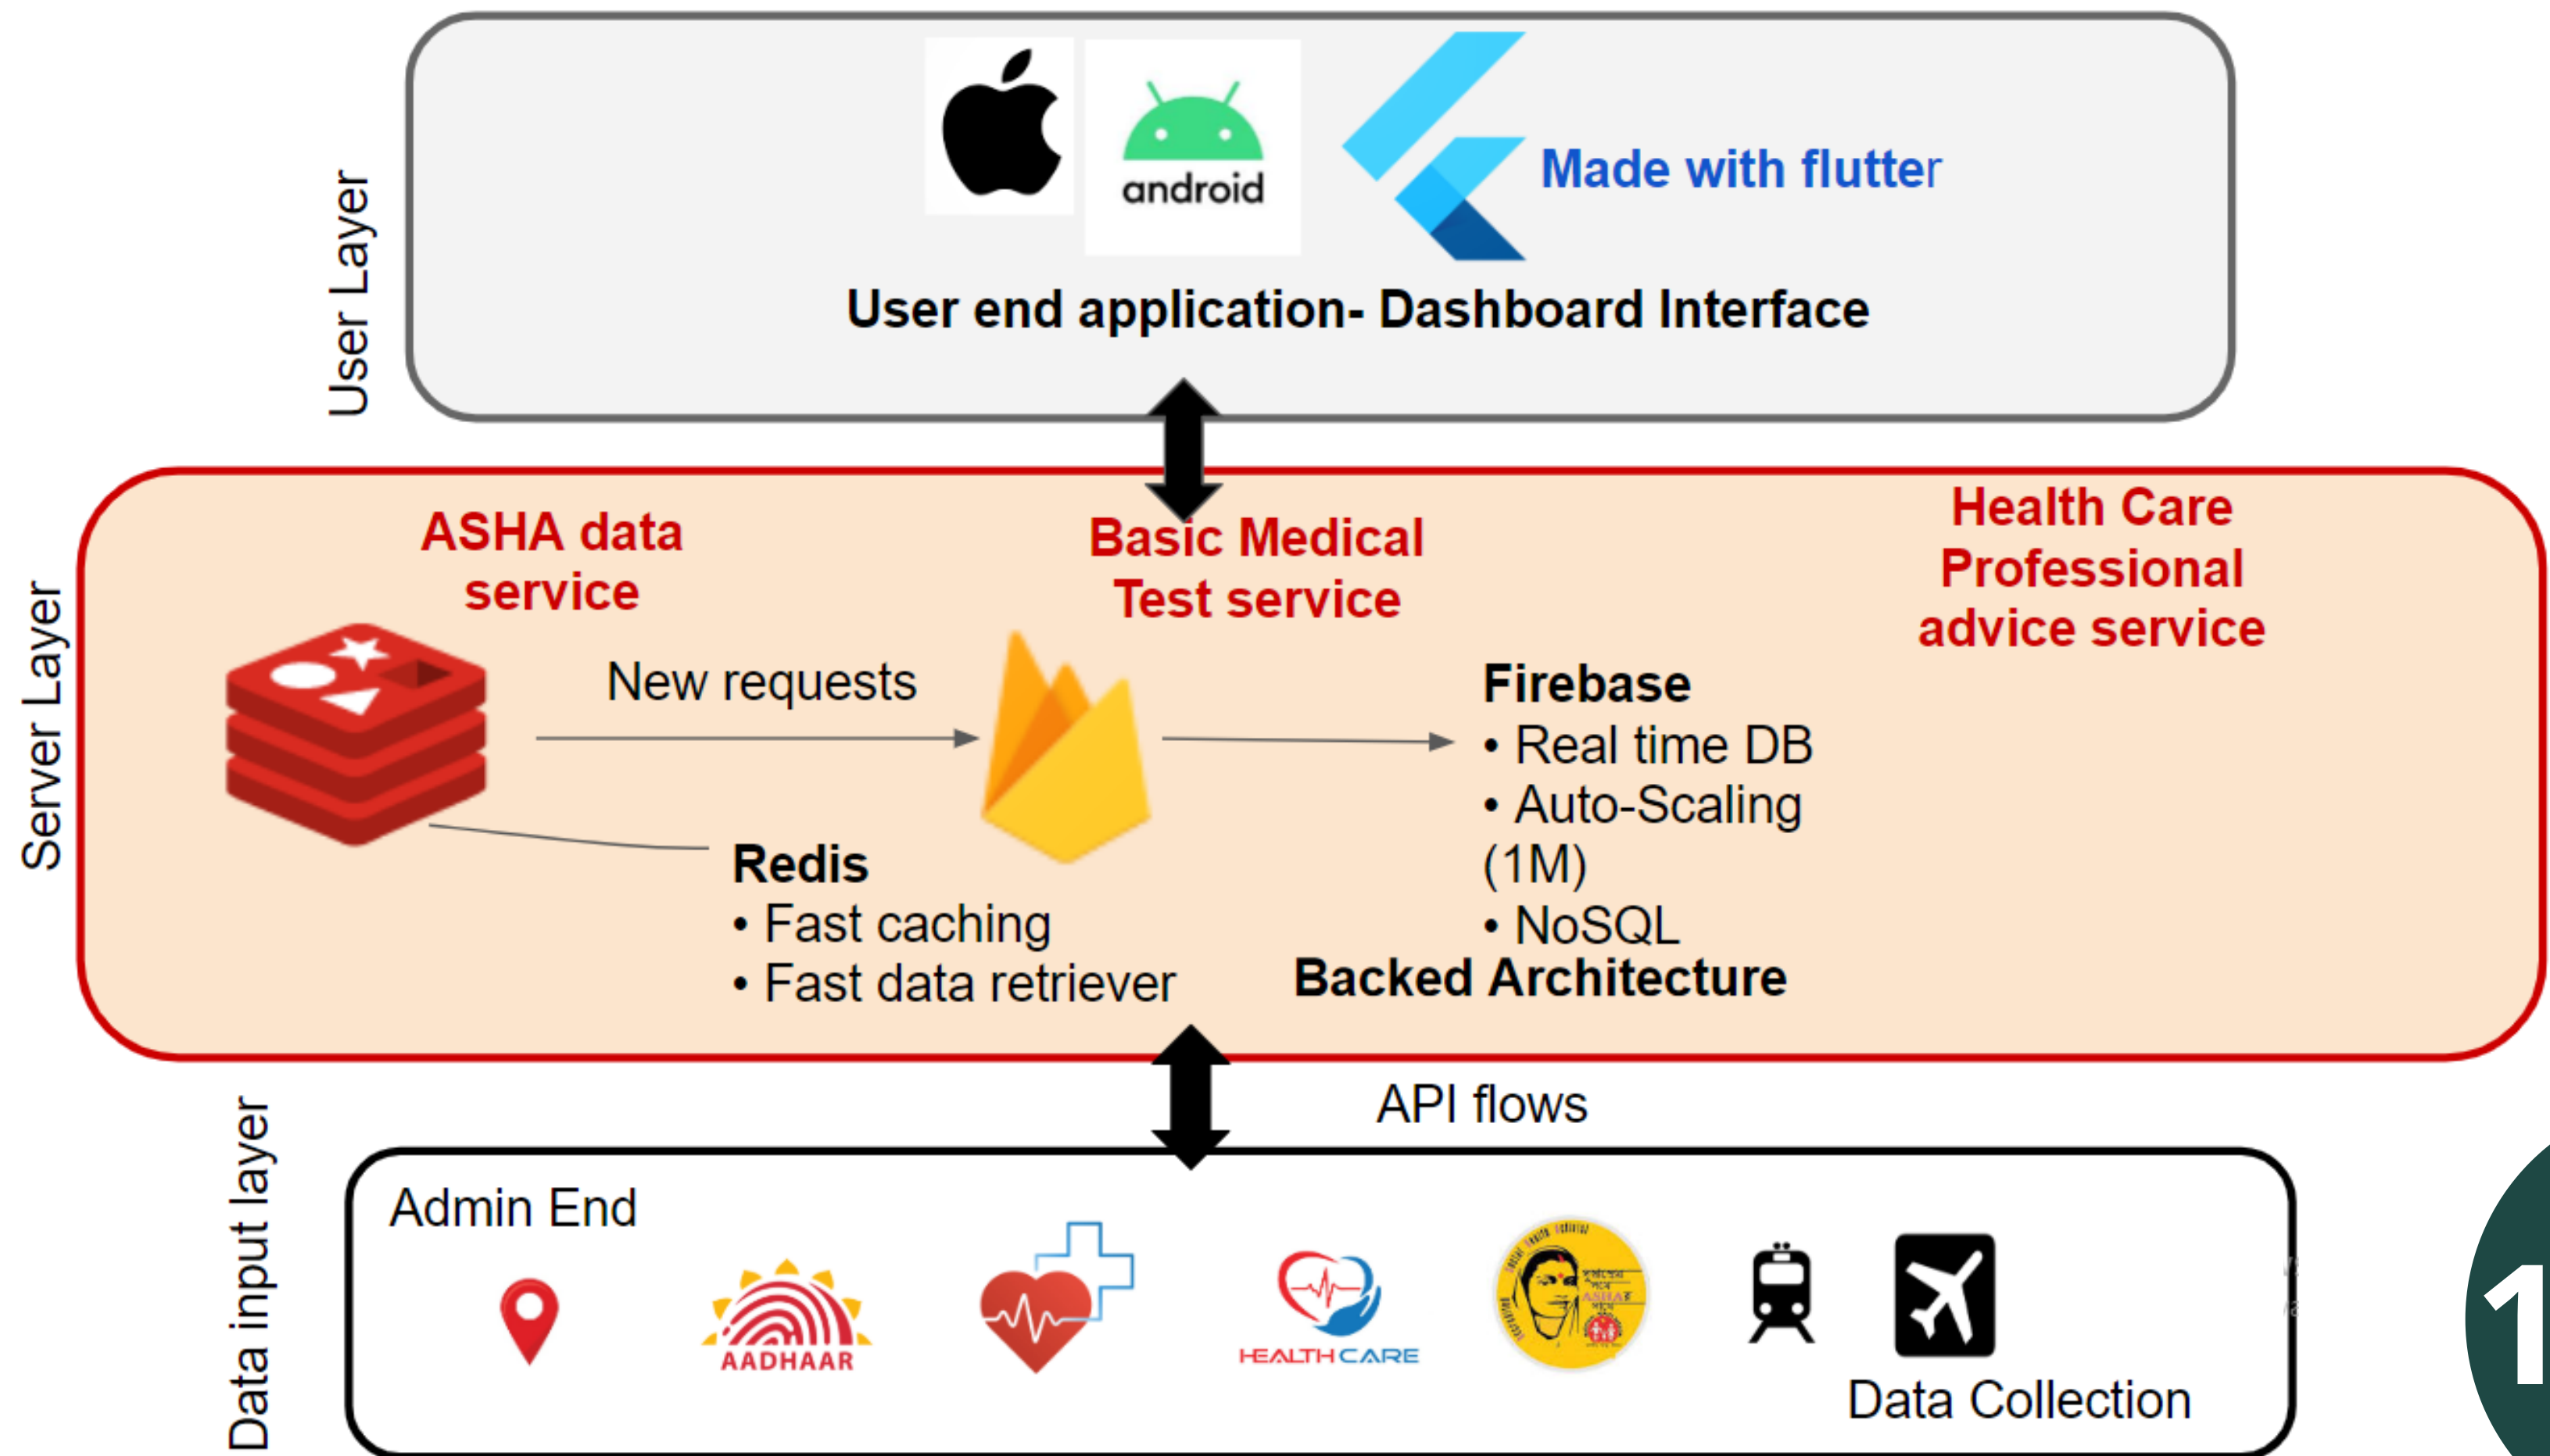 android
Made with flutter
User end application- Dashboard Interface
User Layer
ASHA data
service
Basic Medical
Test service
Health Care
Professional
advice service
Server Layer
New requests
Firebase
• Real time DB
• Auto-Scaling
(1M)
• NoSQL
Redis
• Fast caching
• Fast data retriever
Backed Architecture
API flows
Data input layer
Admin End
AADHAAR
HEALTH CARE
ASHAর
Data Collection
1